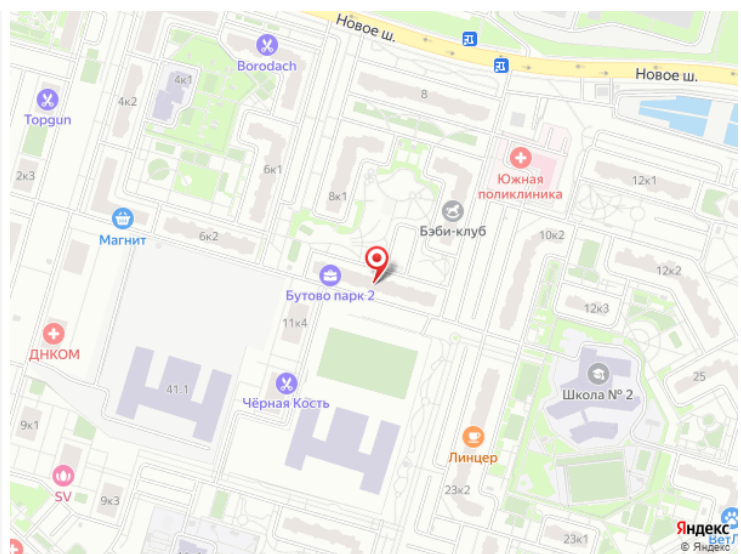 Новое ш.
Новое ш.
Borodach
4к1
4к2
8
Topgun
2к3
6к1
8к1
Южная
поликлиника
12к1
Магнит
6к2
Бэби-клуб
10к2
12к2
Бутово парк 2
11к4
12к3
ДНКОМ
41.1
Чёрная Кость
Школа № 2
25
9к1
SV
9к3
Линцер
23к2
23к1
Яндекс
© Яндекс